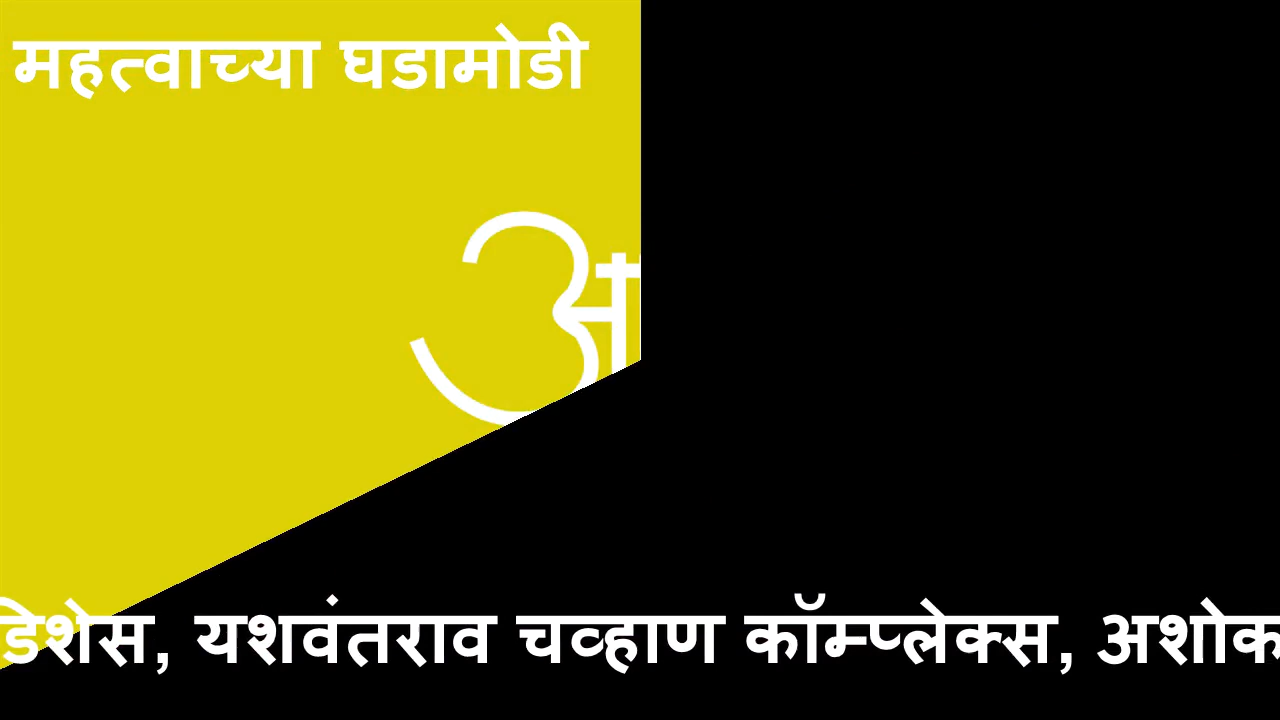 महत्वाच्या घडामोडी
डिशेस, यशवंतराव चव्हाण कॉम्प्लेक्स, अशोक